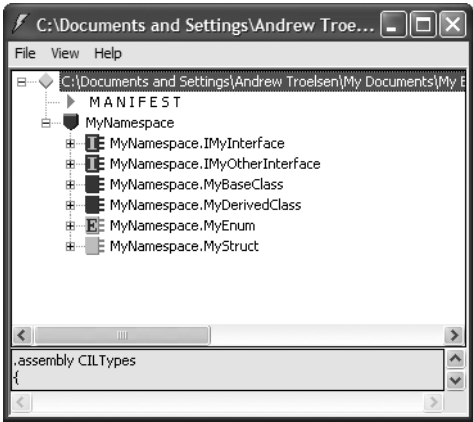 C:\Documents and Settings\Andrew Troe...
File View Help
C:\Documents and Settings\Andrew Troelsen\My Documents\My
MANIFEST
MyNamespace
MyNamespace.IMyInterface
MyNamespace.IMyOtherInterface
MyNamespace.MyBaseClass
MyNamespace.MyDerivedClass
E MyNamespace.MyEnum
MyNamespace.MyStruct
.assembly CILTypes
{